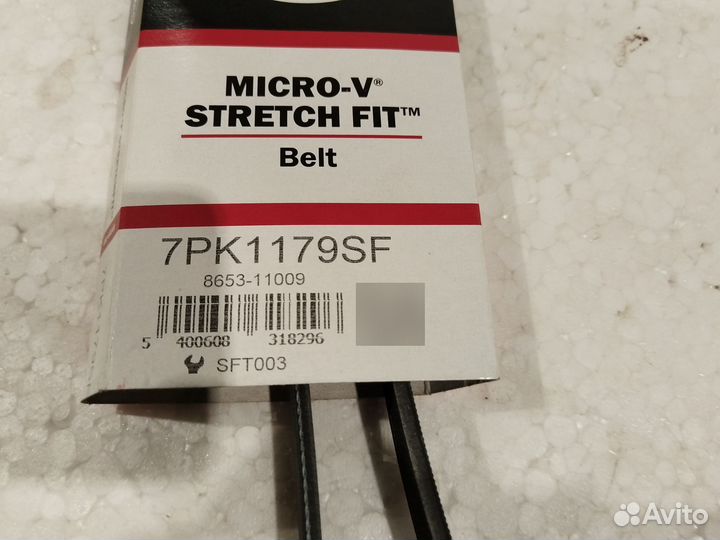 MICRO-V®
STRETCH FIT™
Belt
7PK1179SF
8653-11009
5 400608 318296
SFT003
Avito